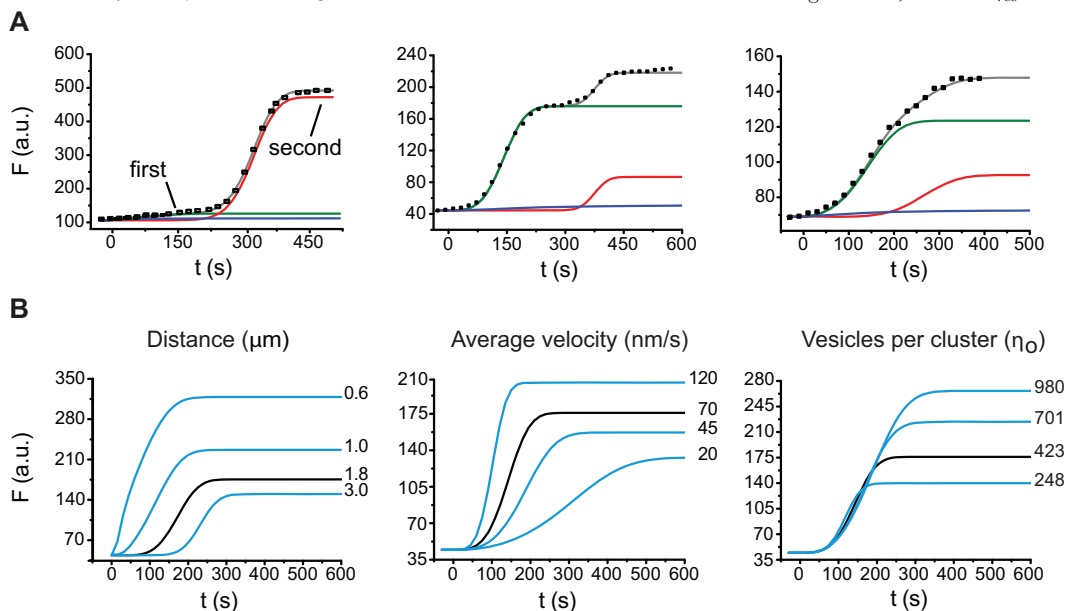 A
600
500
400
300
200
100
F (a.u.)
first
second
0 150 300 450
t (s)
240
200
160
120
80
40
0 150 300 450 600
t (s)
160
140
120
100
80
0 100 200 300 400 500
t (s)
B
Distance (µm)
350
280
210
140
70
F (a.u.)
0.6
1.0
1.8
3.0
0 100 200 300 400 500 600
t (s)
Average velocity (nm/s)
210
175
140
105
70
35
120
70
45
20
0 100 200 300 400 500 600
t (s)
Vesicles per cluster (ηo)
280
245
210
175
140
105
70
35
980
701
423
248
0 100 200 300 400 500 600
t (s)